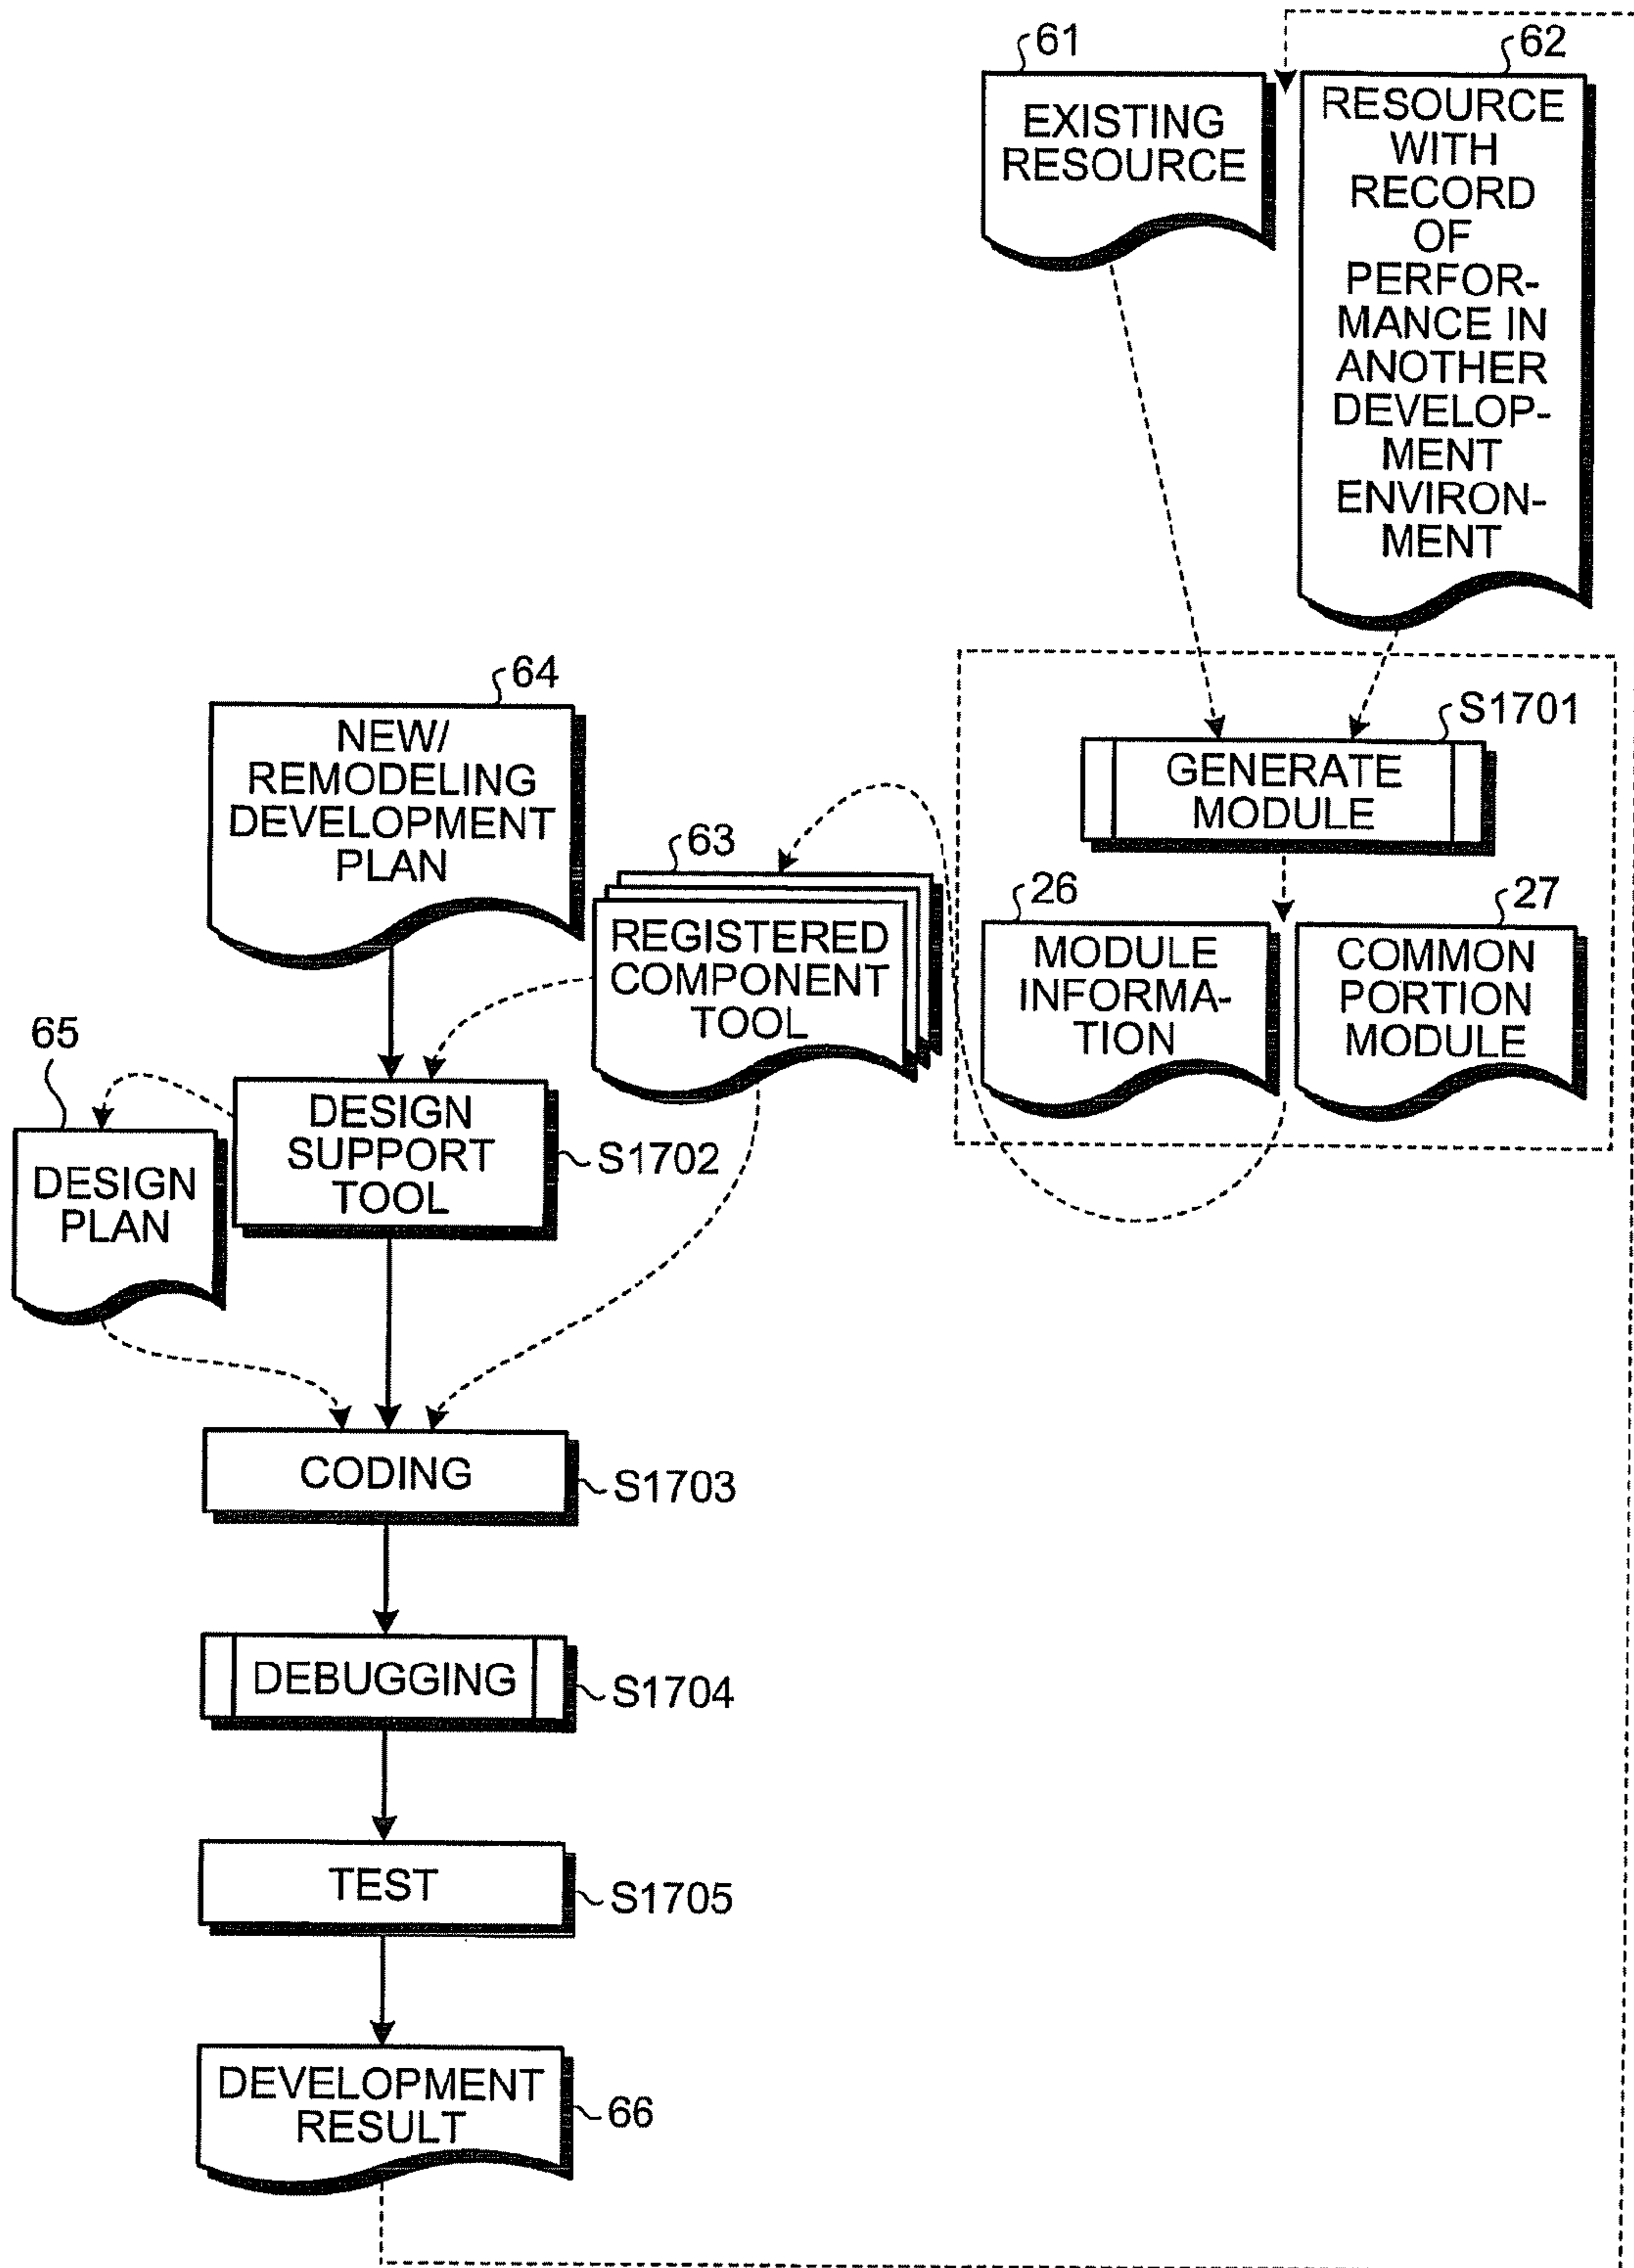 61
EXISTING
RESOURCE
62
RESOURCE
WITH
RECORD
OF
PERFOR-
MANCE IN
ANOTHER
DEVELOP-
MENT
ENVIRON-
MENT
S1701
GENERATE
MODULE
26
MODULE
INFORMA-
TION
27
COMMON
PORTION
MODULE
64
NEW/
REMODELING
DEVELOPMENT
PLAN
63
REGISTERED
COMPONENT
TOOL
65
DESIGN
PLAN
DESIGN
SUPPORT
TOOL
S1702
CODING
S1703
DEBUGGING
S1704
TEST
S1705
DEVELOPMENT
RESULT
66